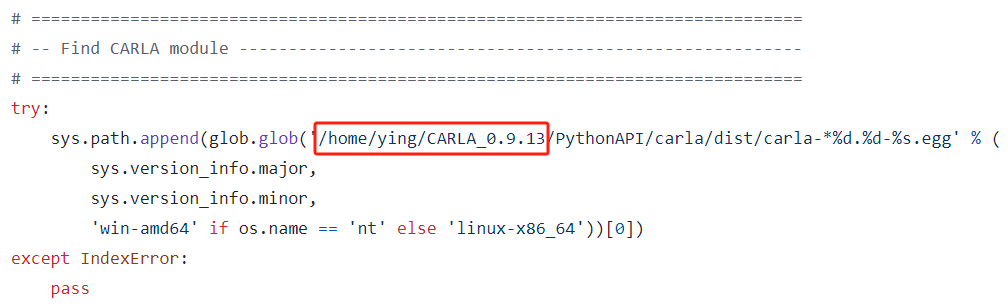 # ==============================================================================
# -- Find CARLA module ---------------------------------------------------------
# ==============================================================================
try:
    sys.path.append(glob.glob('/home/ying/CARLA_0.9.13/PythonAPI/carla/dist/carla-*%d.%d-%s.egg' % (
        sys.version_info.major,
        sys.version_info.minor,
        'win-amd64' if os.name == 'nt' else 'linux-x86_64'))[0])
except IndexError:
    pass